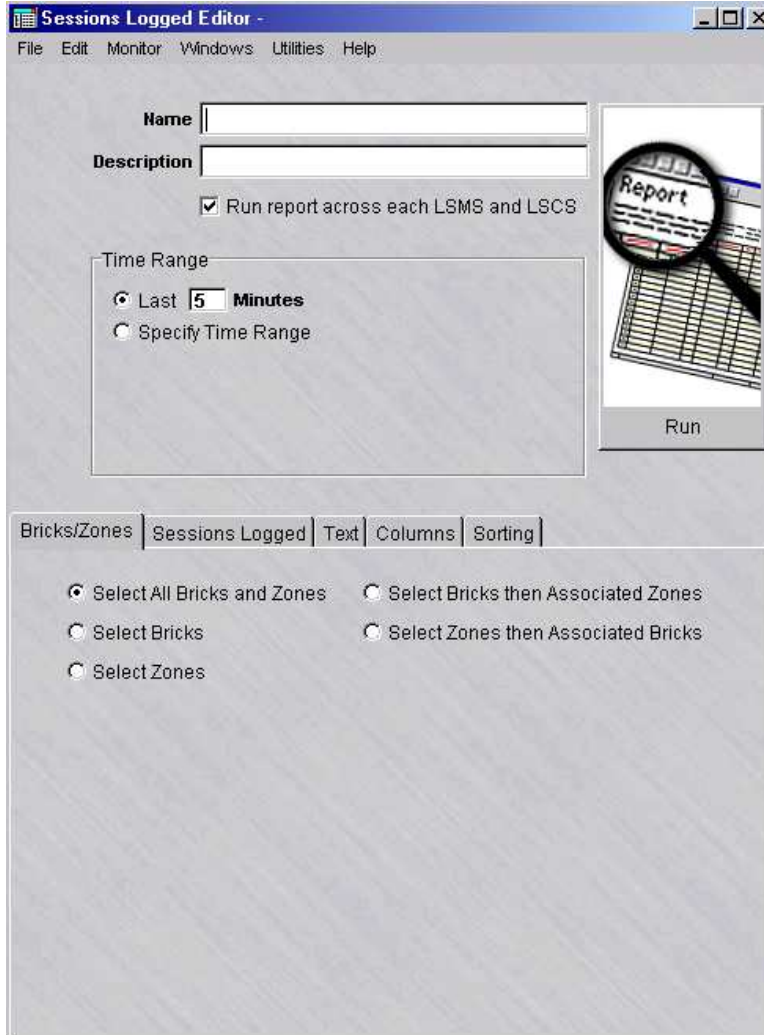 Sessions Logged Editor -
File Edit Monitor Windows Utilities Help
Name
Description
Run report across each LSMS and LSCS
Time Range
Last 5 Minutes
Specify Time Range
Report
Run
Bricks/Zones Sessions Logged Text Columns Sorting
Select All Bricks and Zones Select Bricks then Associated Zones
Select Bricks Select Zones then Associated Bricks
Select Zones